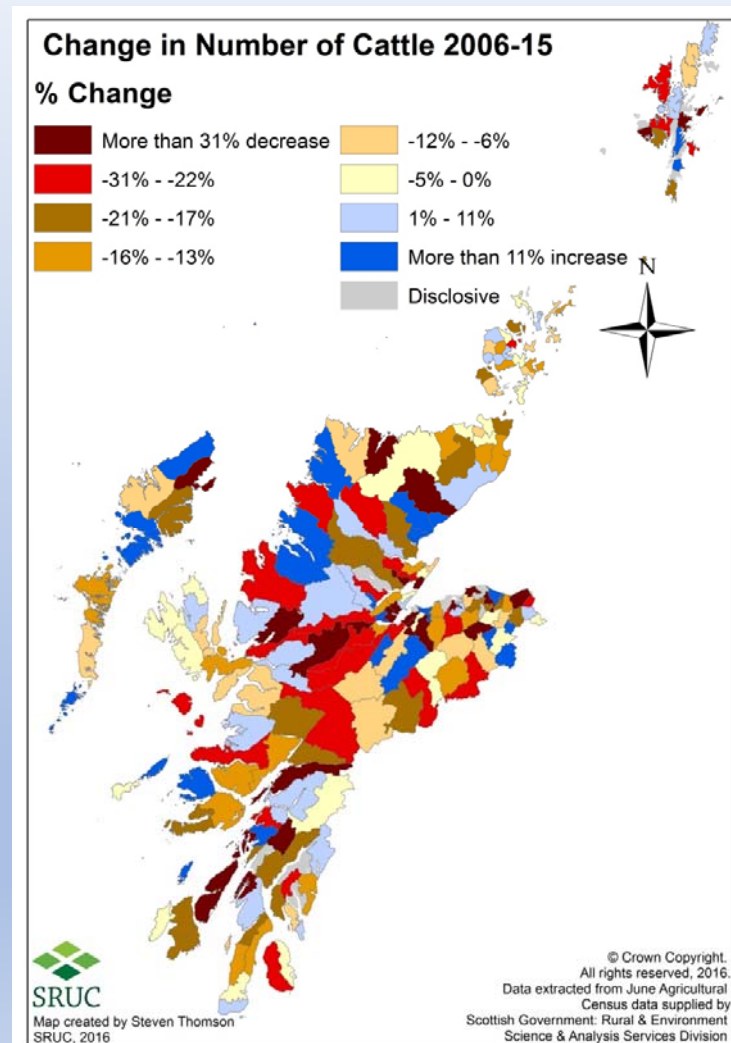 Change in Number of Cattle 2006-15
% Change
More than 31% decrease
-31% - -22%
-21% - -17%
-16% - -13%
-12% - -6%
-5% - 0%
1% - 11%
More than 11% increase
Disclosive
N
SRUC
Map created by Steven Thomson
SRUC, 2016
© Crown Copyright.
All rights reserved, 2016.
Data extracted from June Agricultural
Census data supplied by
Scottish Government: Rural & Environment
Science & Analysis Services Division